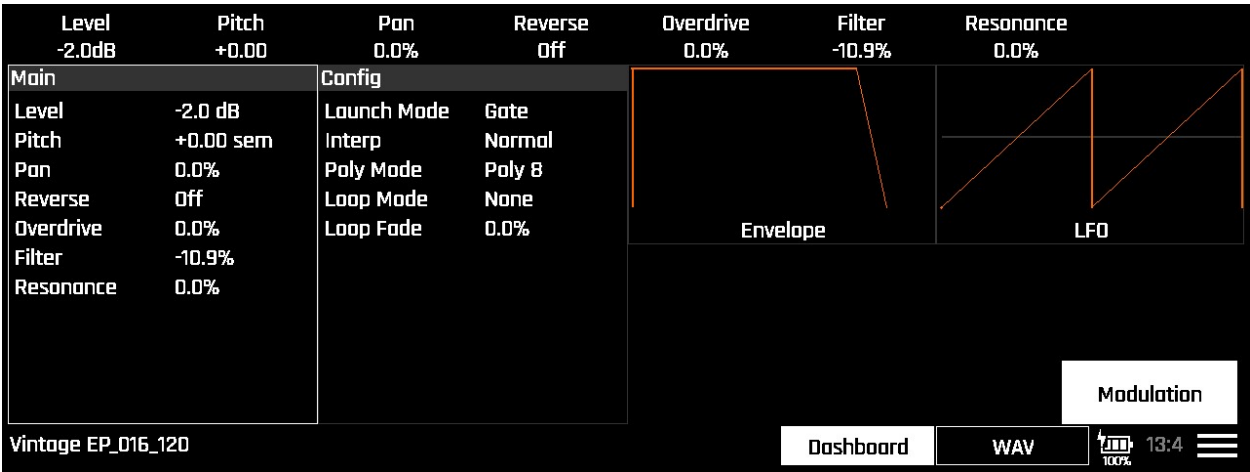 Level Pitch Pan Reverse Overdrive Filter Resonance
-2.0dB +0.00 0.0% Off 0.0% -10.9% 0.0%
Main Config
Level -2.0 dB Launch Mode Gate
Pitch +0.00 sem Interp Normal
Pan 0.0% Poly Mode Poly 8
Reverse Off Loop Mode None
Overdrive 0.0% Loop Fade 0.0%
Envelope LFO
Filter -10.9%
Resonance 0.0%
Modulation
Vintage EP_016_120 Dashboard WAV 100% 13:4